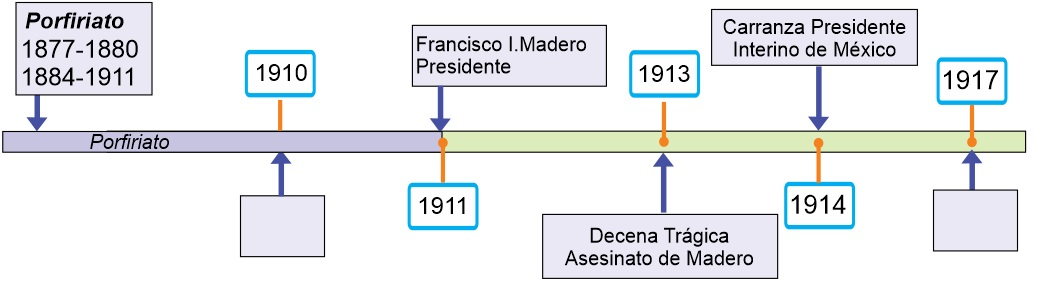 Porfiriato
1877-1880
1884-1911
1910
Francisco I.Madero
Presidente
1913
Carranza Presidente
Interino de México
1917
Porfiriato
1911
Decena Trágica
Asesinato de Madero
1914